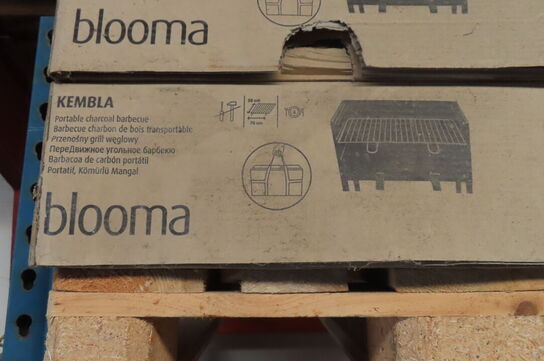 blooma
KEMBLA
Portable charcoal barbecue
Barbecue charbon de bois transportable
Przenośny grill węglowy
Передвижное угольное барбекю
Barbacoa de carbón portátil
Portatif, Kömürlü Mangal
blooma